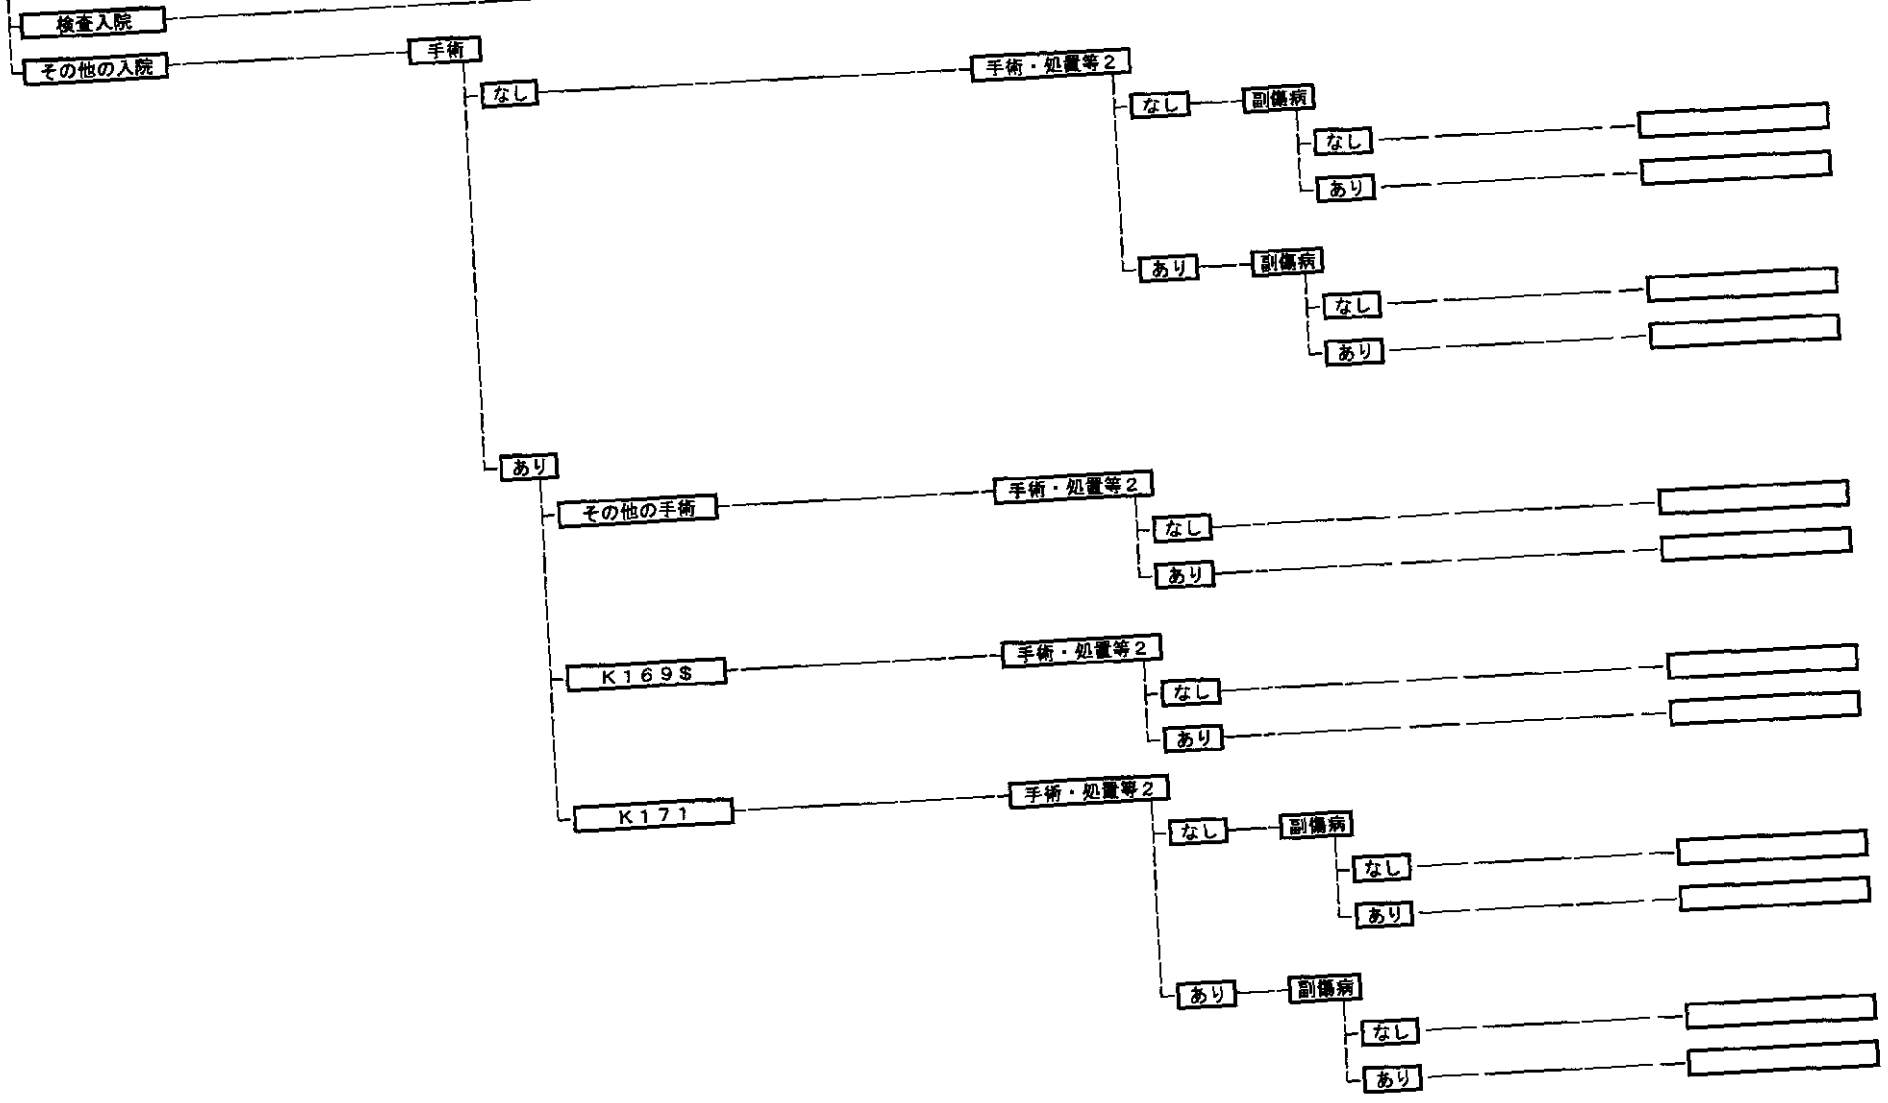 検査入院
その他の入院
手術
なし
手術・処置等2
なし
副傷病
なし
あり
あり
副傷病
なし
あり
あり
その他の手術
手術・処置等2
なし
あり
K169$
手術・処置等2
なし
あり
K171
手術・処置等2
なし
副傷病
なし
あり
あり
副傷病
なし
あり